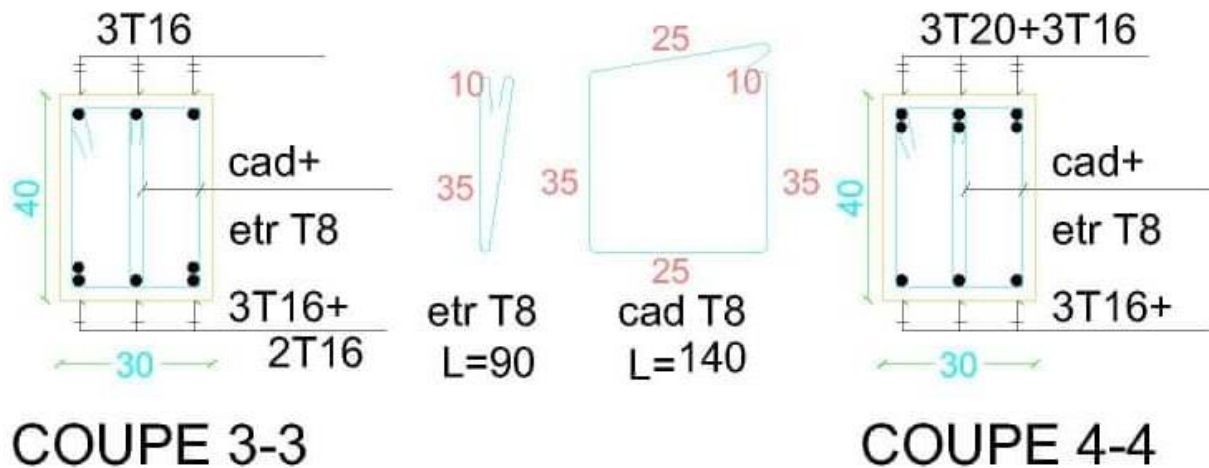 3T16
40
cad+
etr T8
3T16+
2T16
30
COUPE 3-3
10
35
etr T8
L=90
25
10
35
35
25
cad T8
L=140
3T20+3T16
40
cad+
etr T8
3T16+
30
COUPE 4-4